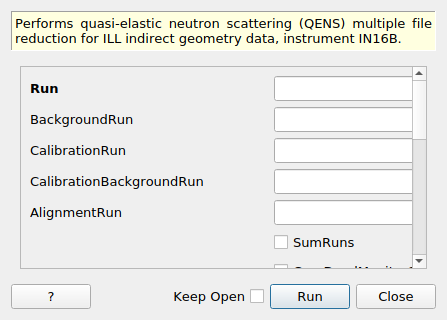 Performs quasi-elastic neutron scattering (QENS) multiple file
reduction for ILL indirect geometry data, instrument IN16B.
Run
BackgroundRun
CalibrationRun
CalibrationBackgroundRun
AlignmentRun
SumRuns
?
Keep Open
Run
Close